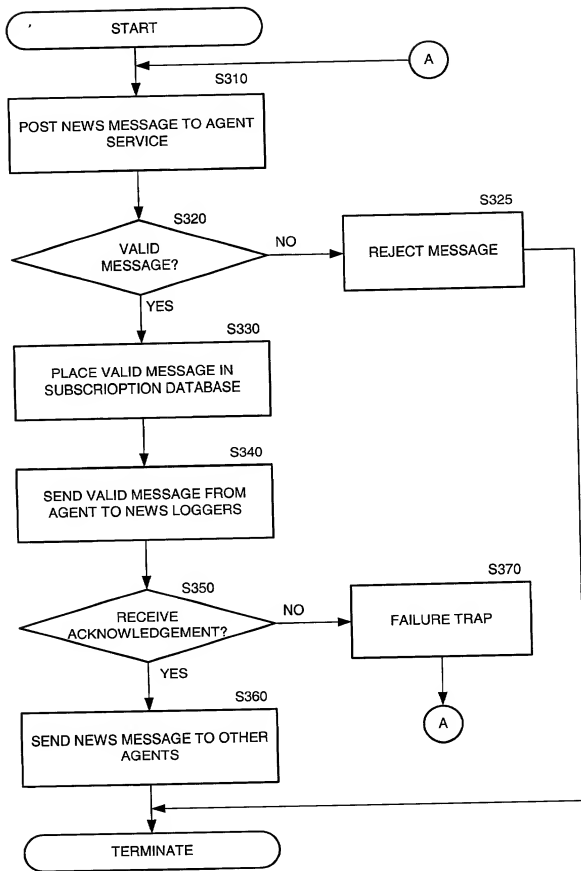 START
A
S310
POST NEWS MESSAGE TO AGENT
SERVICE
S320
VALID
MESSAGE?
NO
S325
REJECT MESSAGE
YES
S330
PLACE VALID MESSAGE IN
SUBSCRIOPTION DATABASE
S340
SEND VALID MESSAGE FROM
AGENT TO NEWS LOGGERS
S350
RECEIVE
ACKNOWLEDGEMENT?
NO
S370
FAILURE TRAP
YES
A
S360
SEND NEWS MESSAGE TO OTHER
AGENTS
TERMINATE